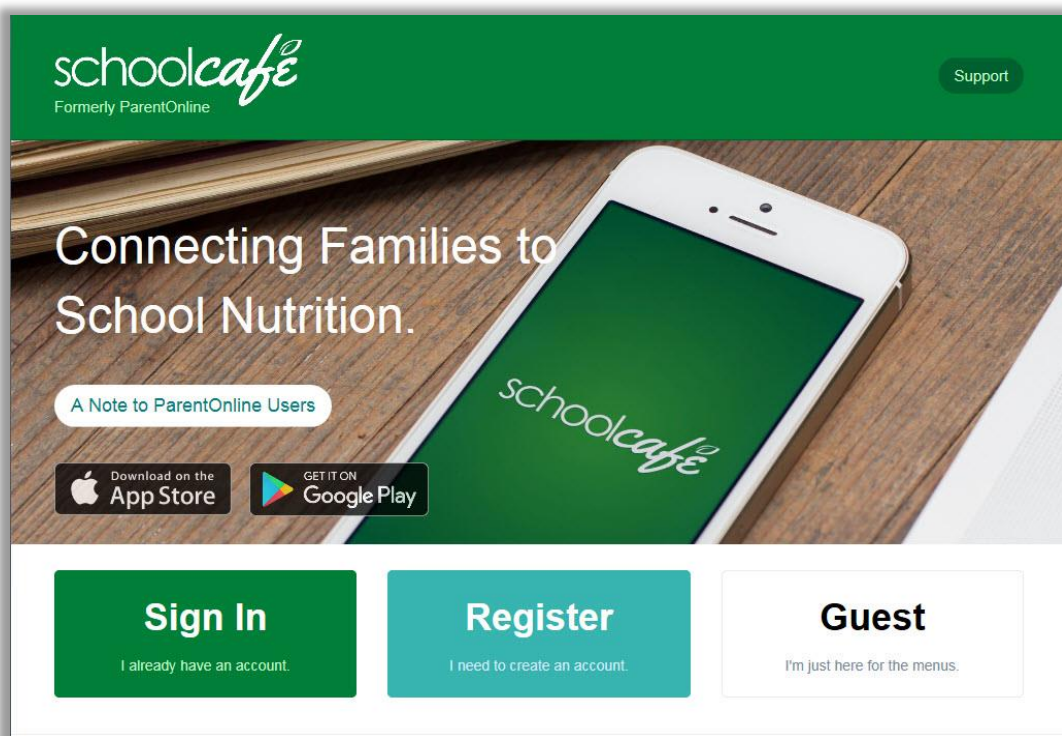 schoolcafé
Formerly ParentOnline
Support
Connecting Families to
School Nutrition.
A Note to ParentOnline Users
Download on the
App Store
GET IT ON
Google Play
schoolcafé
Sign In
I already have an account.
Register
I need to create an account.
Guest
I'm just here for the menus.